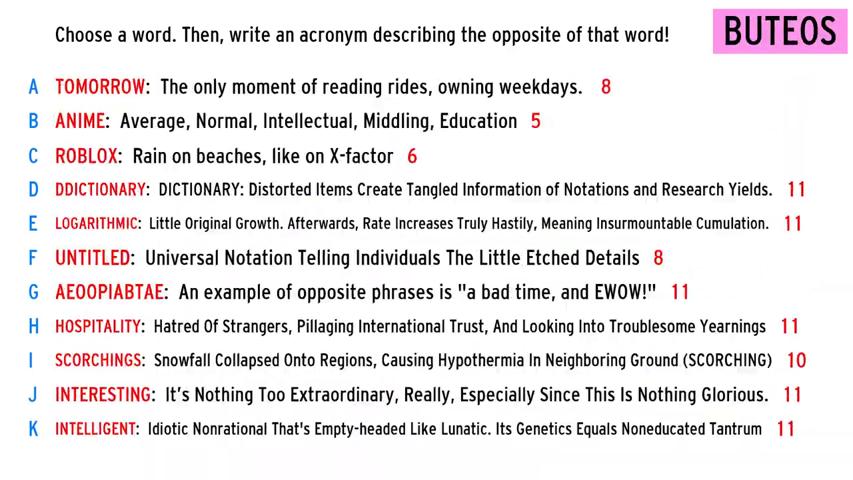 Choose a word. Then, write an acronym describing the opposite of that word!
BUTEOS
A TOMORROW: The only moment of reading rides, owning weekdays. 8
B ANIME: Average, Normal, Intellectual, Middling, Education 5
C ROBLOX: Rain on beaches, like on X-factor 6
D DDICTIONARY: DICTIONARY: Distorted Items Create Tangled Information of Notations and Research Yields. 11
E LOGARITHMIC: Little Original Growth. Afterwards, Rate Increases Truly Hastily, Meaning Insurmountable Cumulation. 11
F UNTITLED: Universal Notation Telling Individuals The Little Etched Details 8
G AEOOPIABTAE: An example of opposite phrases is "a bad time, and EWOW!" 11
H HOSPITALITY: Hatred Of Strangers, Pillaging International Trust, And Looking Into Troublesome Yearnings 11
I SCORCHINGS: Snowfall Collapsed Onto Regions, Causing Hypothermia In Neighboring Ground (SCORCHING) 10
J INTERESTING: It's Nothing Too Extraordinary, Really, Especially Since This Is Nothing Glorious. 11
K INTELLIGENT: Idiotic Nonrational That's Empty-headed Like Lunatic. Its Genetics Equals Noneducated Tantrum 11